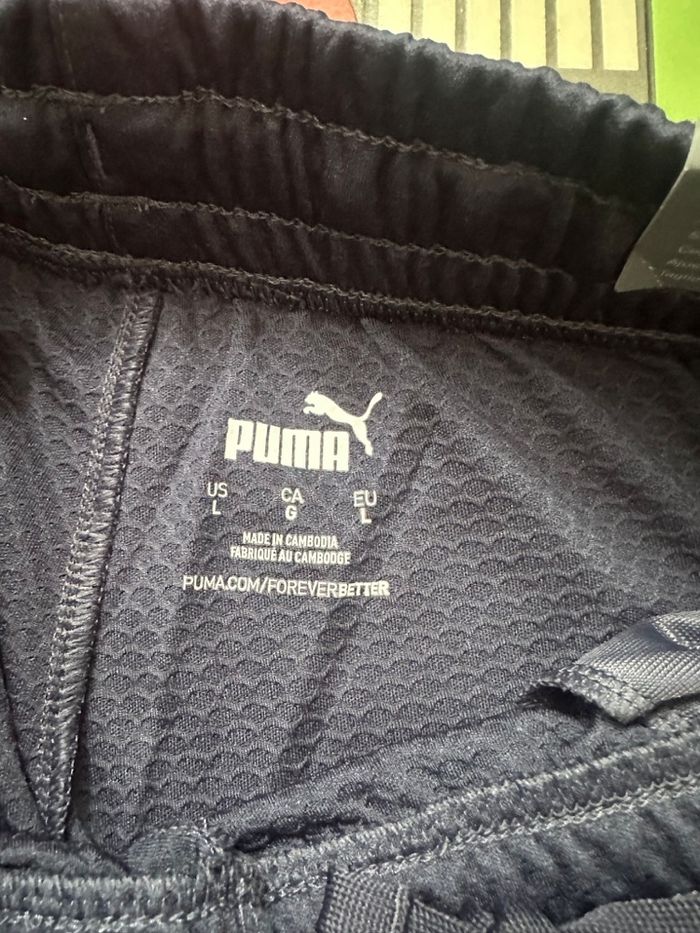 PUMA
US CA EU
L G L
MADE IN CAMBODIA
FABRIQUÉ AU CAMBODGE
PUMA.COM/FOREVERBETTER